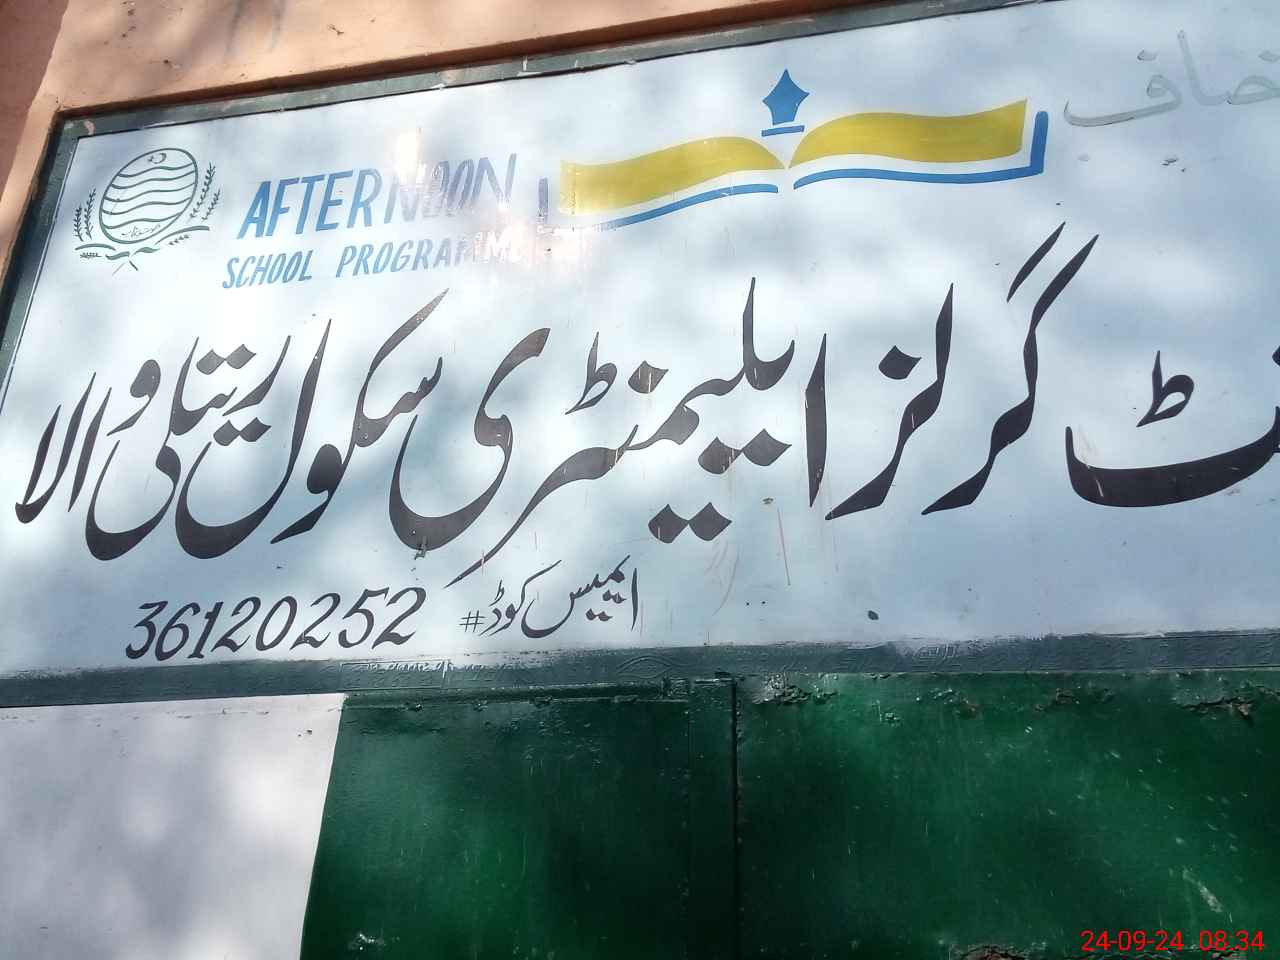 AFTERNOON
SCHOOL PROGRAMME
گرلز ایلیمنٹری سکول ریتلی والا
ایمیس کوڈ# 36120252
24-09-24 08:34